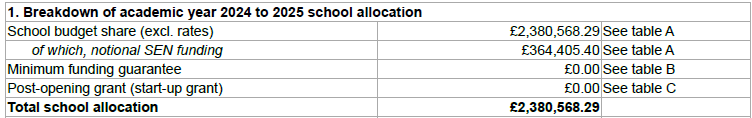 1. Breakdown of academic year 2024 to 2025 school allocation
School budget share (excl. rates) £2,380,568.29 See table A
of which, notional SEN funding £364,405.40 See table A
Minimum funding guarantee £0.00 See table B
Post-opening grant (start-up grant) £0.00 See table C
Total school allocation £2,380,568.29